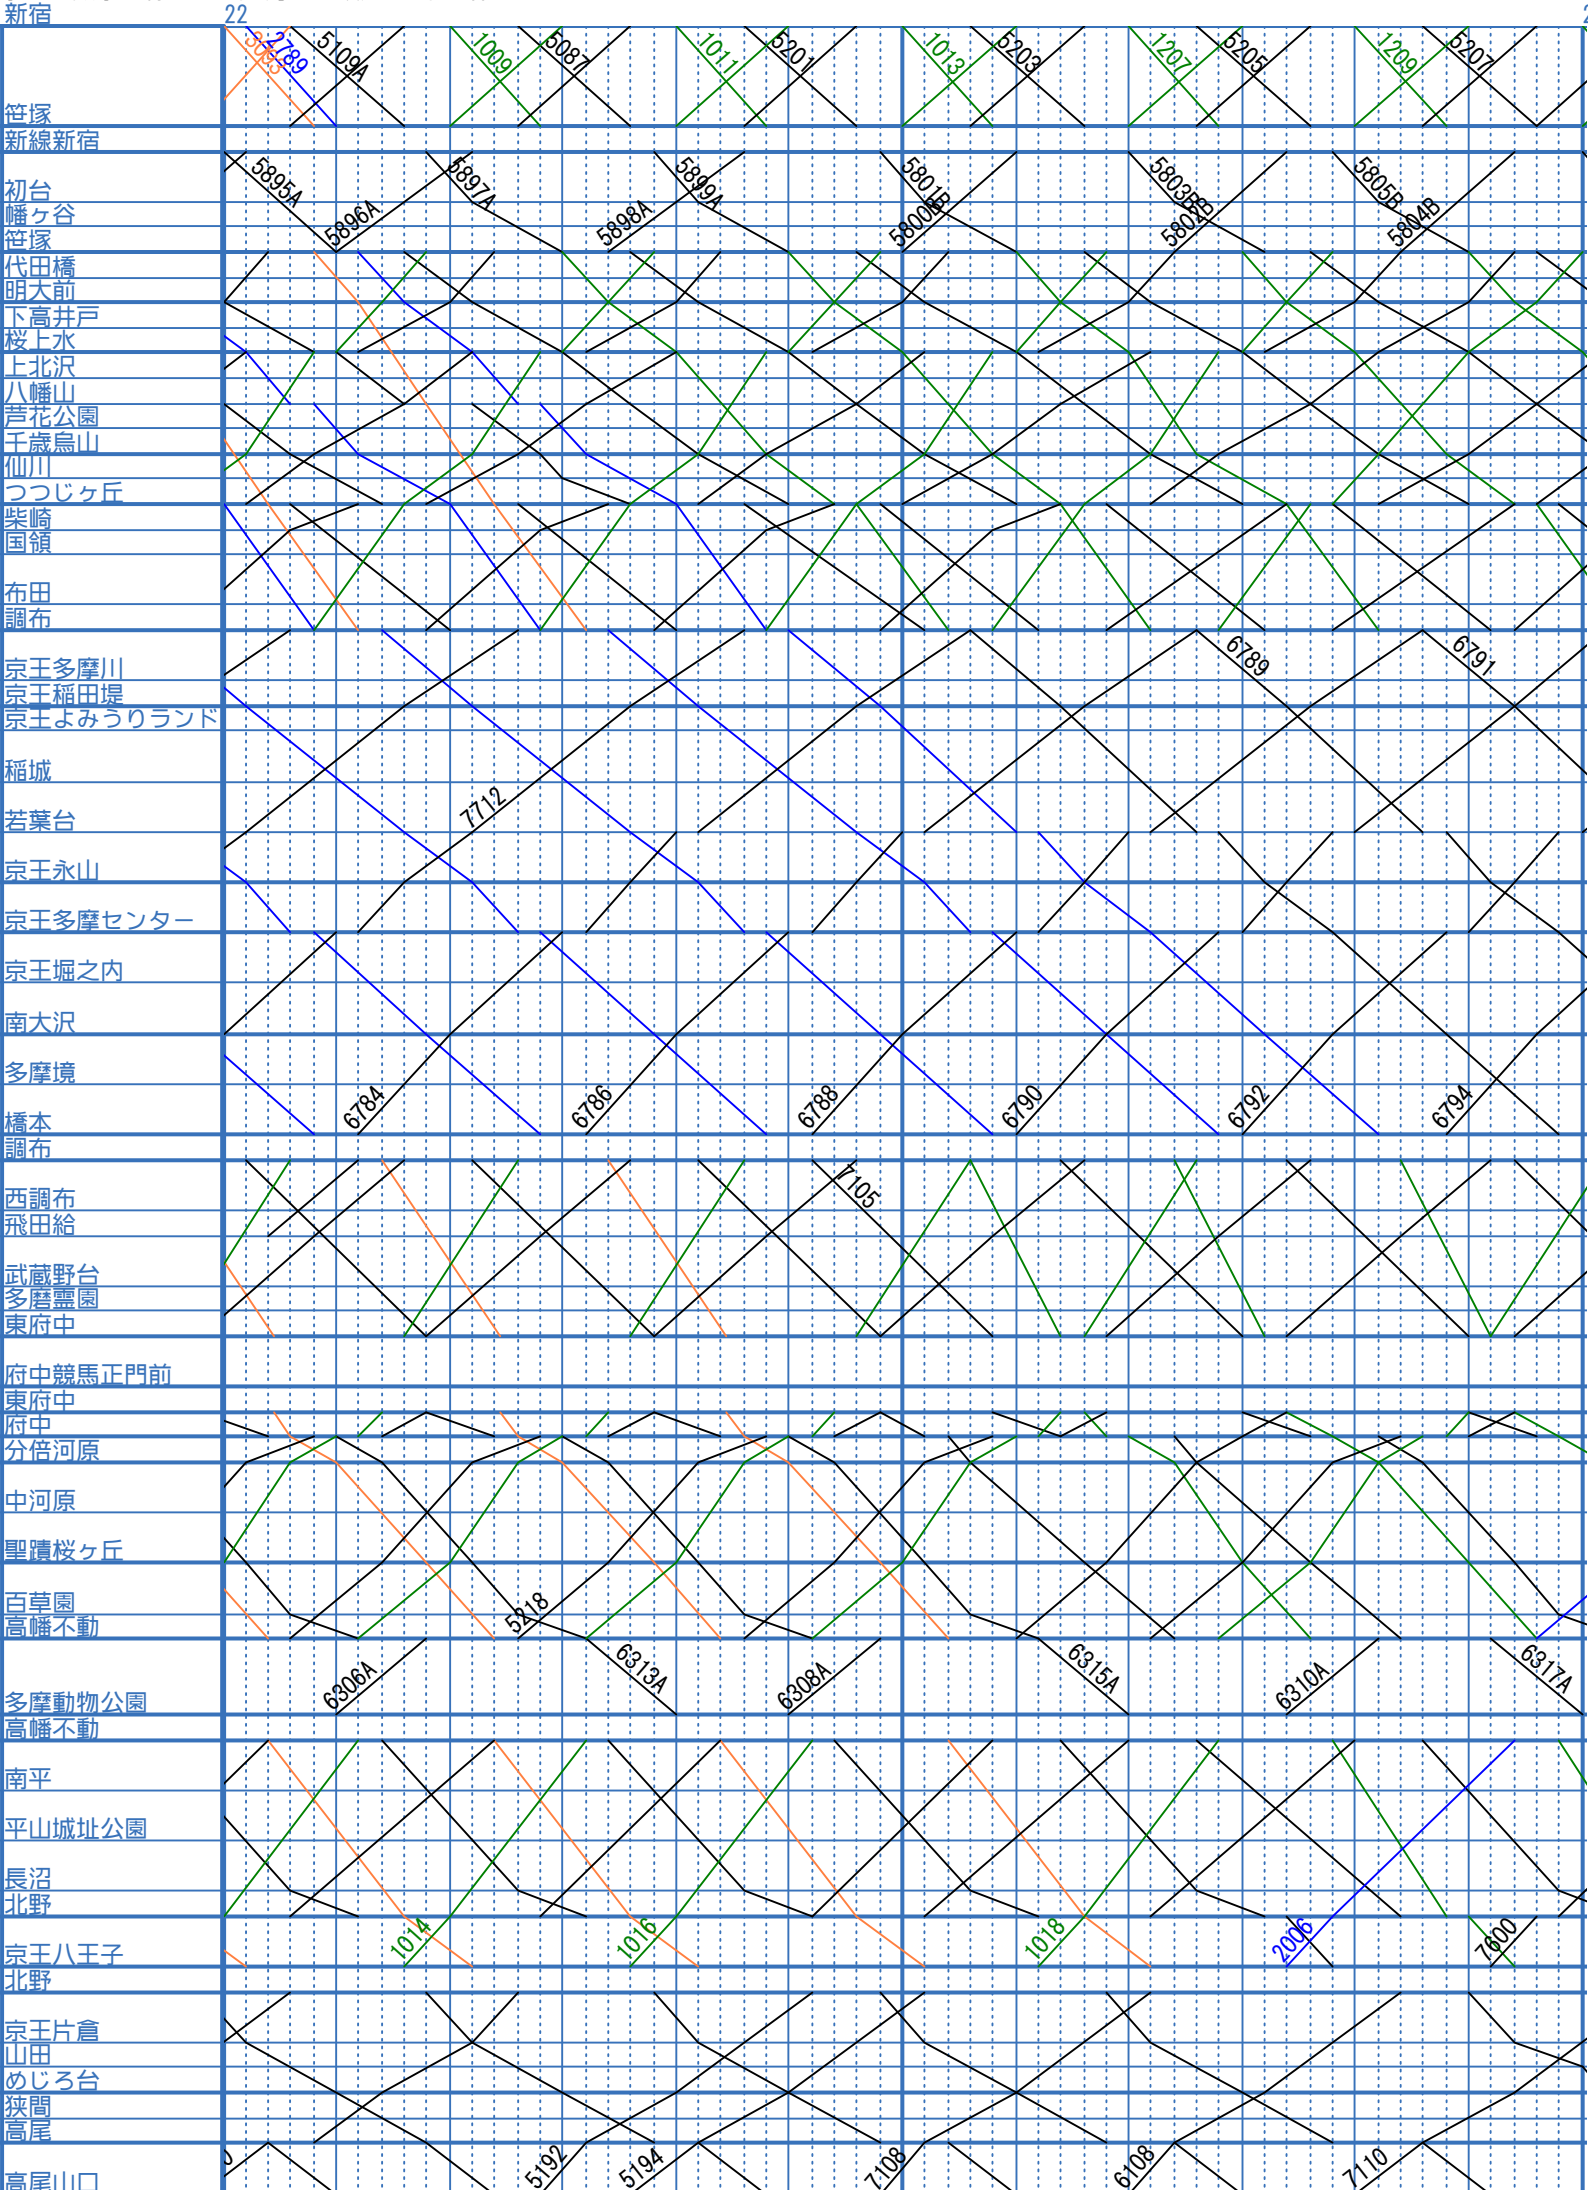 新宿
22
3093
2789
5109A
1009
5087
1011
5201
1013
5203
1207
5205
1209
5207
笹塚
新線新宿
5895A
5897A
5899A
5801B
5803B
5805B
初台
幡ヶ谷
5896A
5898A
5800B
5802B
5804B
笹塚
代田橋
明大前
下高井戸
桜上水
上北沢
八幡山
芦花公園
千歳烏山
仙川
つつじヶ丘
柴崎
国領
布田
調布
京王多摩川
6789
6791
京王稲田堤
京王よみうりランド
稲城
若葉台
7712
京王永山
京王多摩センター
京王堀之内
南大沢
多摩境
橋本
6784
6786
6788
6790
6792
6794
調布
西調布
7105
飛田給
武蔵野台
多磨霊園
東府中
府中競馬正門前
東府中
府中
分倍河原
中河原
聖蹟桜ヶ丘
百草園
5218
高幡不動
6306A
6313A
6308A
6315A
6310A
6317A
多摩動物公園
高幡不動
南平
平山城址公園
長沼
北野
1014
1016
1018
2006
7600
京王八王子
北野
京王片倉
山田
めじろ台
狭間
高尾
5192
5194
7108
6108
7110
高尾山口